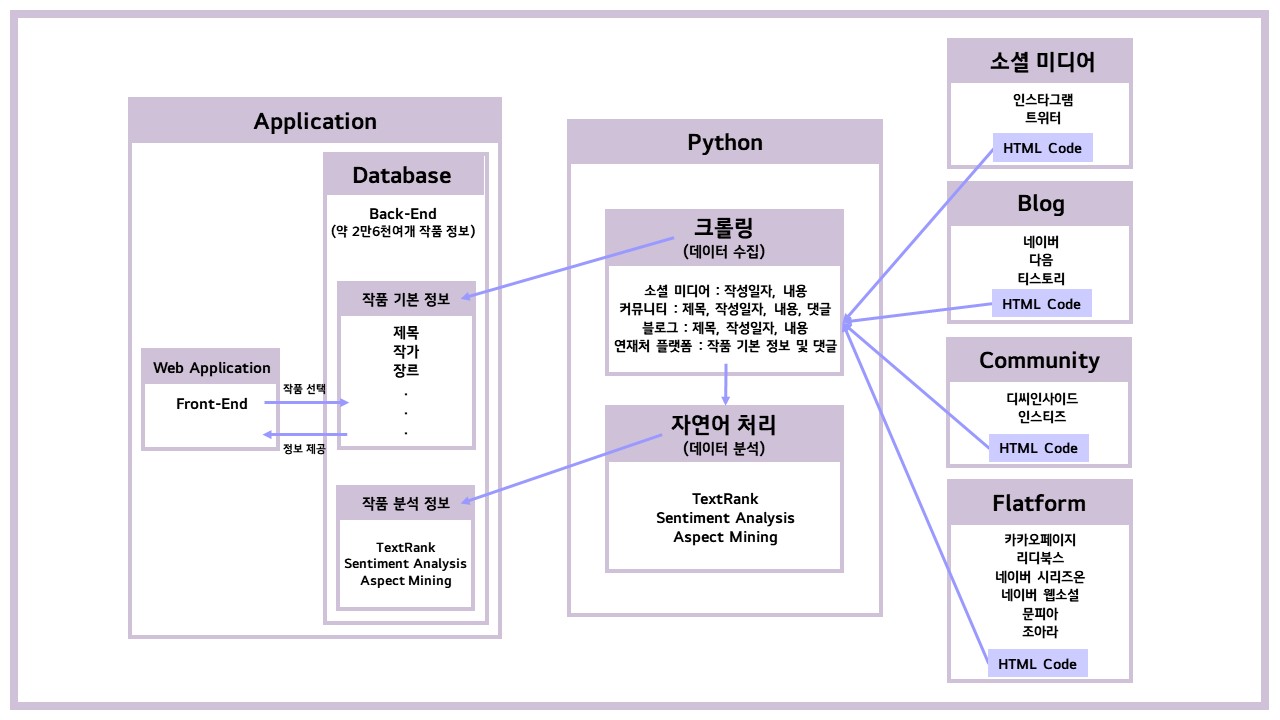 Application
Database
Back-End
(약 2만6천여개 작품 정보)
작품 기본 정보
제목
작가
장르
.
.
.
Web Application
Front-End
작품 선택
정보 제공
작품 분석 정보
TextRank
Sentiment Analysis
Aspect Mining
Python
크롤링
(데이터 수집)
소셜 미디어 : 작성일자, 내용
커뮤니티 : 제목, 작성일자, 내용, 댓글
블로그 : 제목, 작성일자, 내용
연재처 플랫폼 : 작품 기본 정보 및 댓글
자연어 처리
(데이터 분석)
TextRank
Sentiment Analysis
Aspect Mining
소셜 미디어
인스타그램
트위터
HTML Code
Blog
네이버
다음
티스토리
HTML Code
Community
디씨인사이드
인스티즈
HTML Code
Flatform
카카오페이지
리디북스
네이버 시리즈온
네이버 웹소설
문피아
조아라
HTML Code